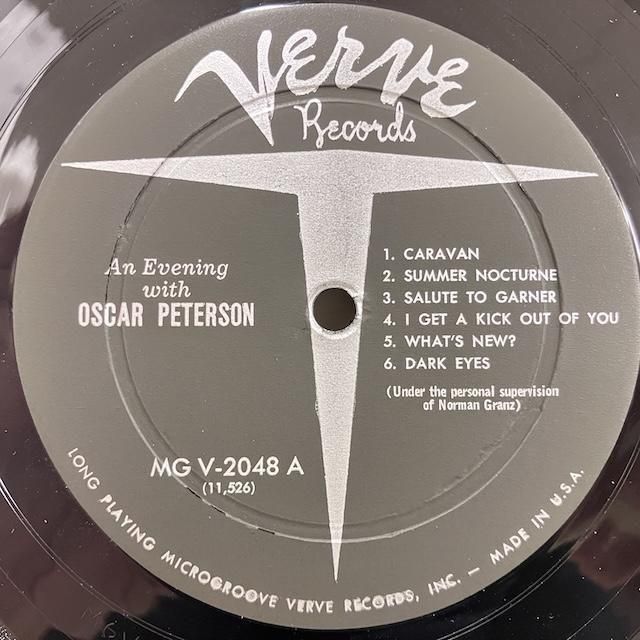 Verve
Records
An Evening
with
OSCAR PETERSON
1. CARAVAN
2. SUMMER NOCTURNE
3. SALUTE TO GARNER
4. I GET A KICK OUT OF YOU
5. WHAT'S NEW?
6. DARK EYES
(Under the personal supervision
of Norman Granz)
MG V-2048 A
(11,526)
LONG PLAYING MICROGROOVE VERVE RECORDS, INC. — MADE IN U.S.A.